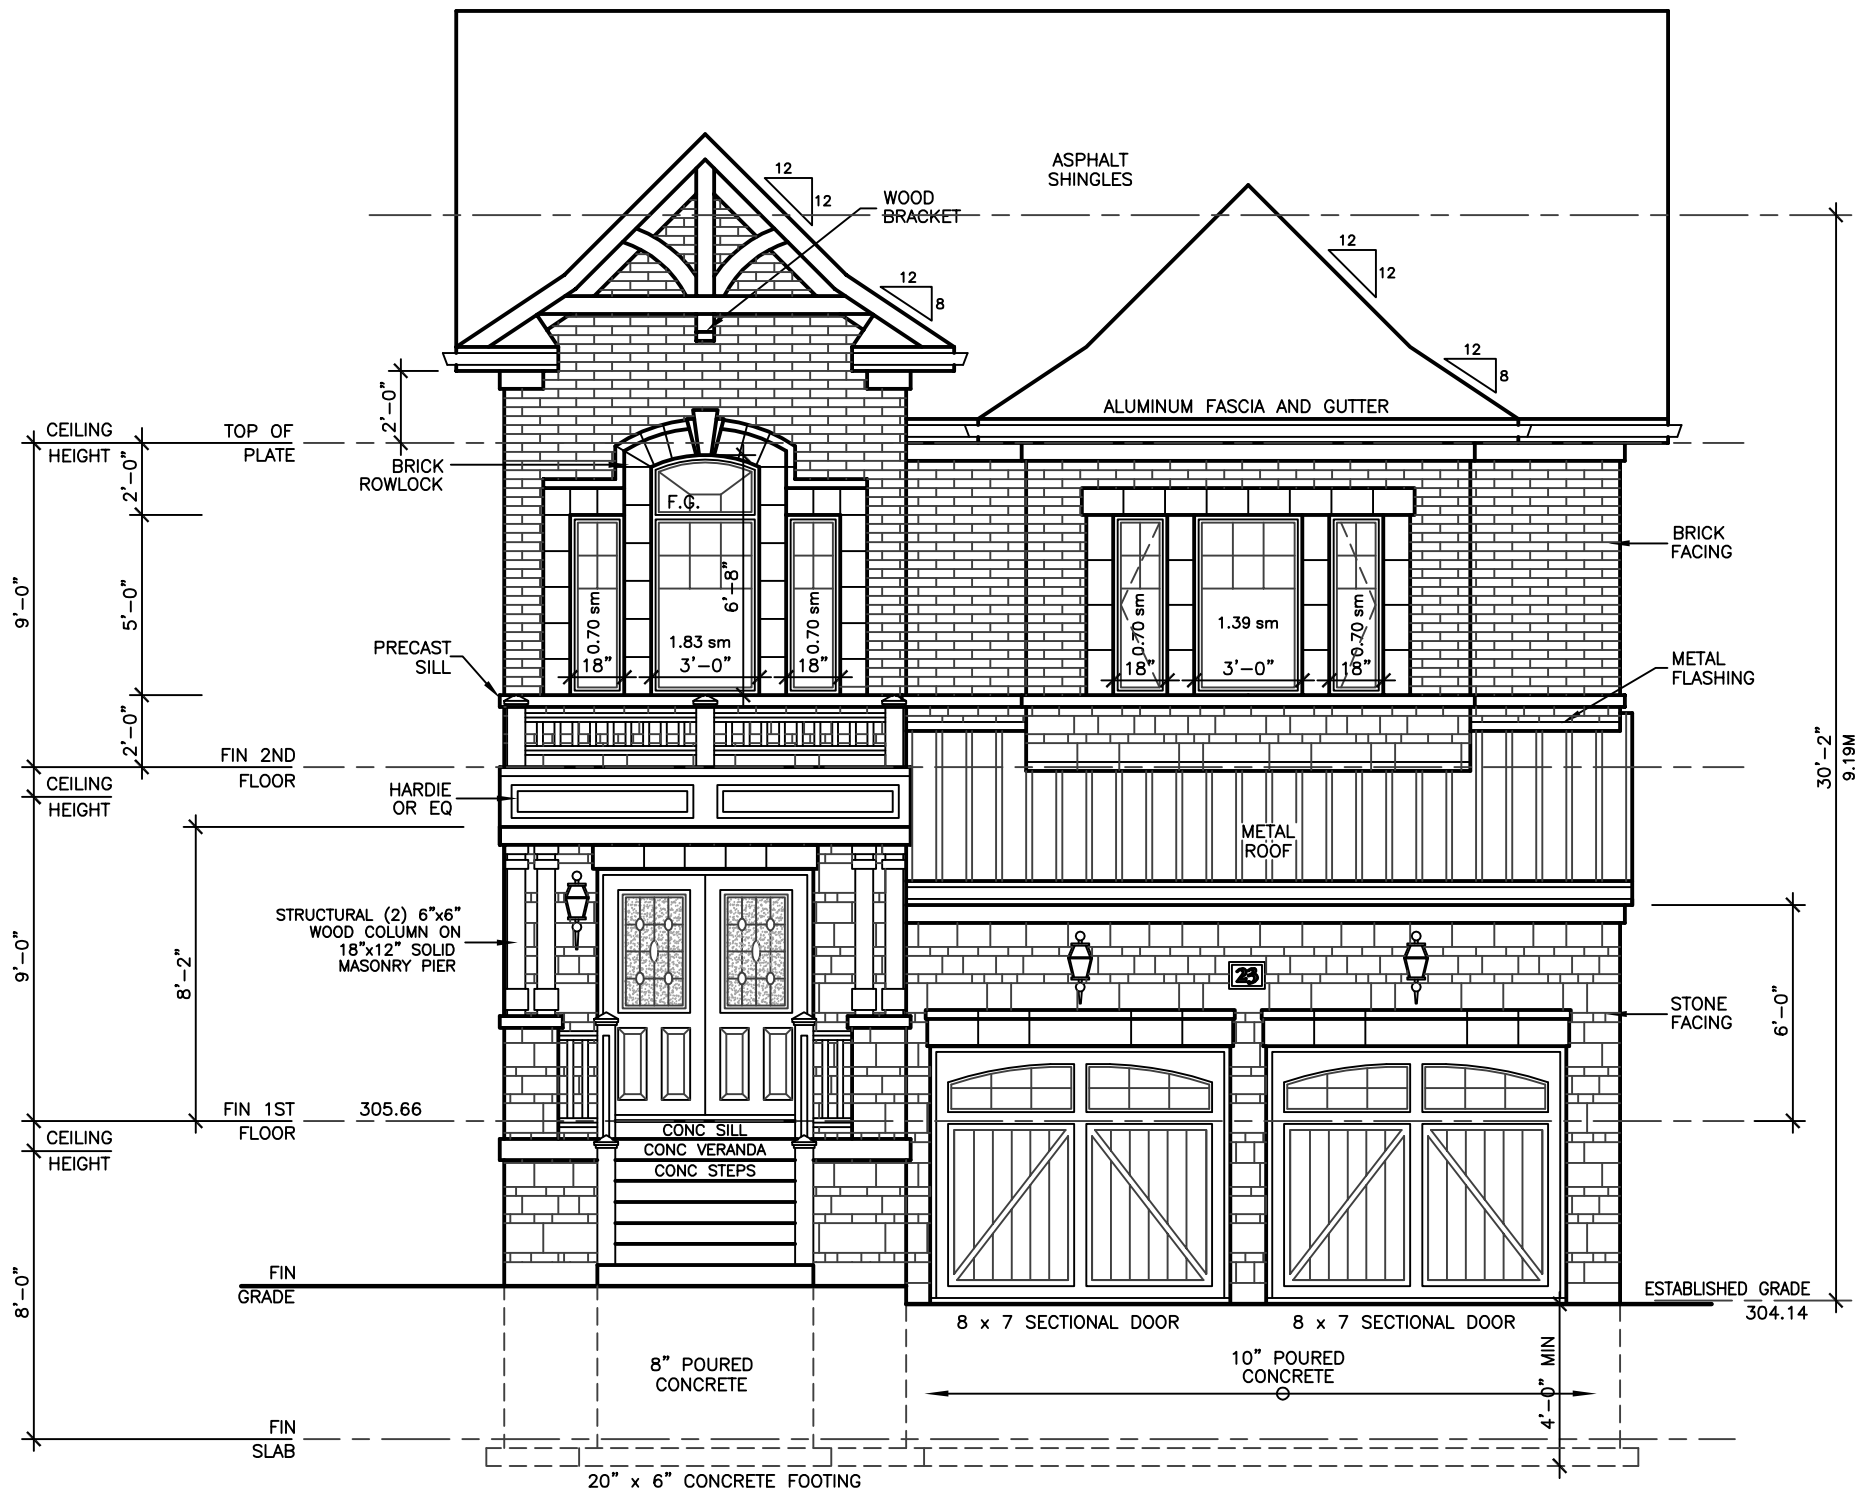 ASPHALT
SHINGLES
12
12
WOOD
BRACKET
12
12
12
8
12
8
ALUMINUM FASCIA AND GUTTER
2'-0"
CEILING
HEIGHT
TOP OF
PLATE
BRICK
ROWLOCK
F.G.
2'-0"
5'-0"
9'-0"
6'-8"
0.70 sm
18"
1.83 sm
3'-0"
0.70 sm
18"
0.70 sm
18"
1.39 sm
3'-0"
0.70 sm
18"
BRICK
FACING
PRECAST
SILL
METAL
FLASHING
2'-0"
FIN 2ND
FLOOR
CEILING
HEIGHT
HARDIE
OR EQ
METAL
ROOF
30'-2"
9.19M
STRUCTURAL (2) 6"x6"
WOOD COLUMN ON
18"x12" SOLID
MASONRY PIER
9'-0"
8'-2"
23
STONE
FACING
6'-0"
FIN 1ST
FLOOR
305.66
CEILING
HEIGHT
CONC SILL
CONC VERANDA
CONC STEPS
8'-0"
FIN
GRADE
ESTABLISHED GRADE
304.14
8 x 7 SECTIONAL DOOR
8 x 7 SECTIONAL DOOR
8" POURED
CONCRETE
10" POURED
CONCRETE
4'-0" MIN
FIN
SLAB
20" x 6" CONCRETE FOOTING